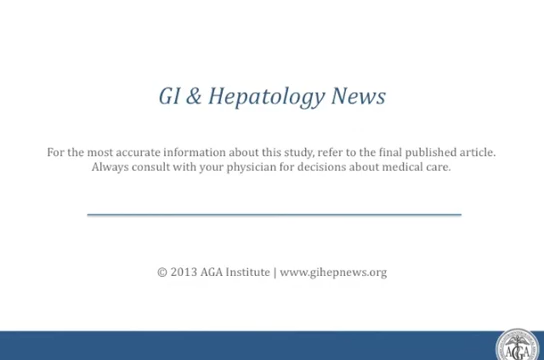 GI & Hepatology News
For the most accurate information about this study, refer to the final published article.
Always consult with your physician for decisions about medical care.
© 2013 AGA Institute | www.gihepnews.org
AGA